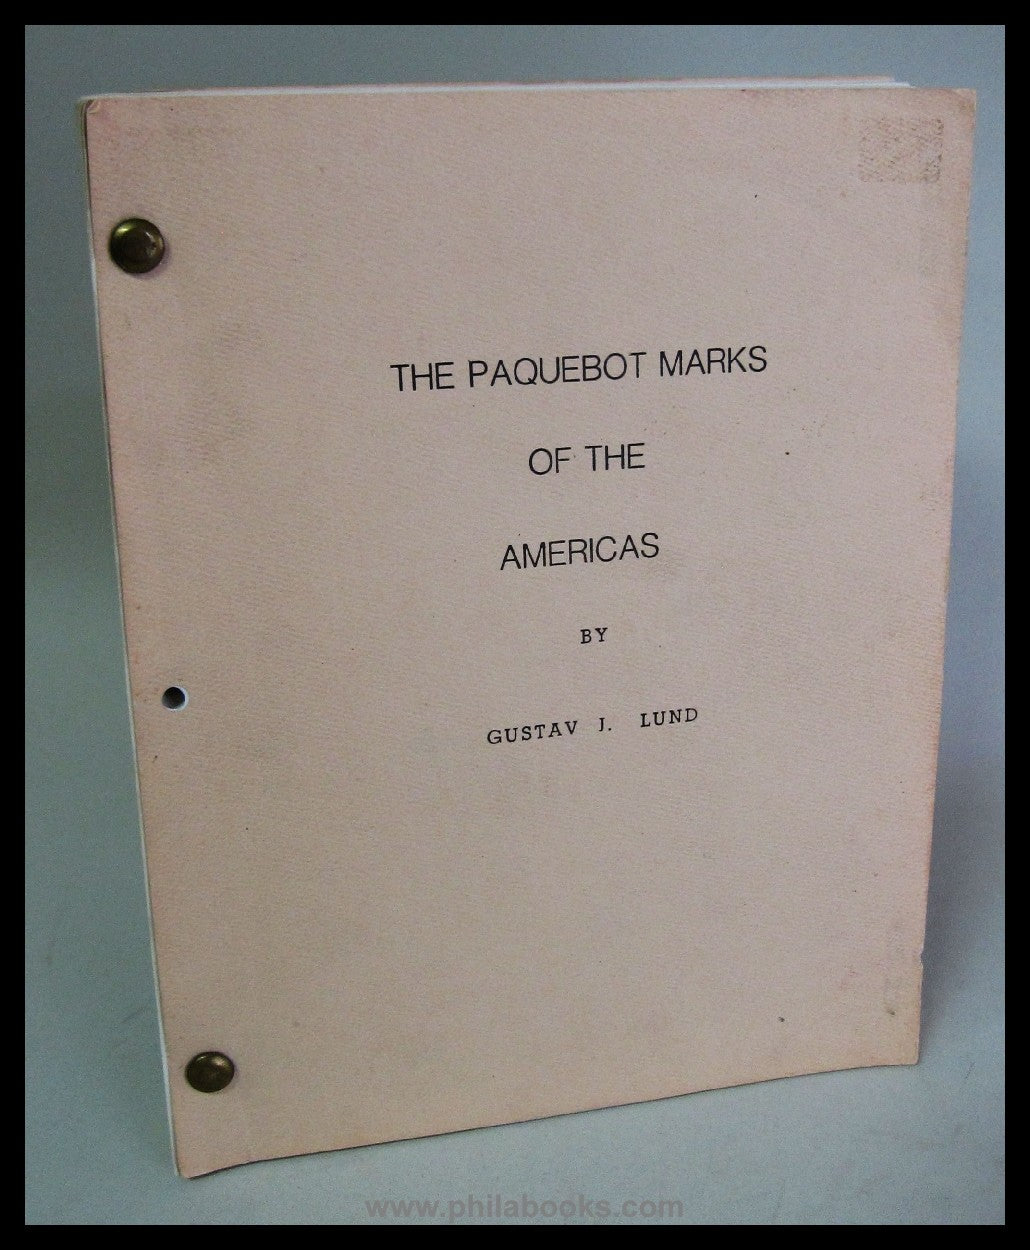 THE PAQUEBOT MARKS
OF THE
AMERICAS
BY
GUSTAV J. LUND
www.philabooks.com